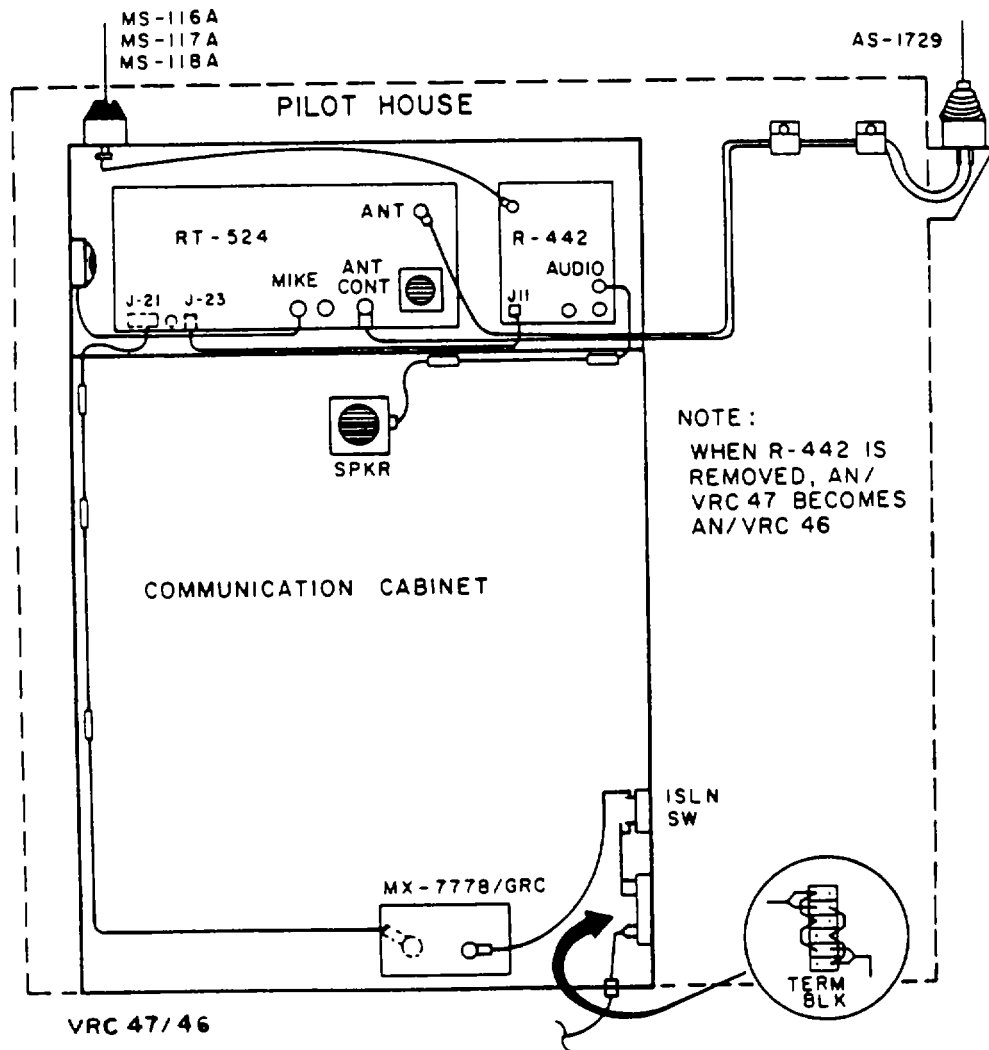 MS-116A
MS-117A
MS-118A
AS-1729
PILOT HOUSE
ANT
RT-524
R-442
MIKE
ANT
CONT
AUDIO
J-21
J-23
J11
SPKR
NOTE:
WHEN R-442 IS
REMOVED, AN/
VRC 47 BECOMES
AN/VRC 46
COMMUNICATION CABINET
ISLN
SW
MX-7778/GRC
TERM
BLK
VRC 47/46